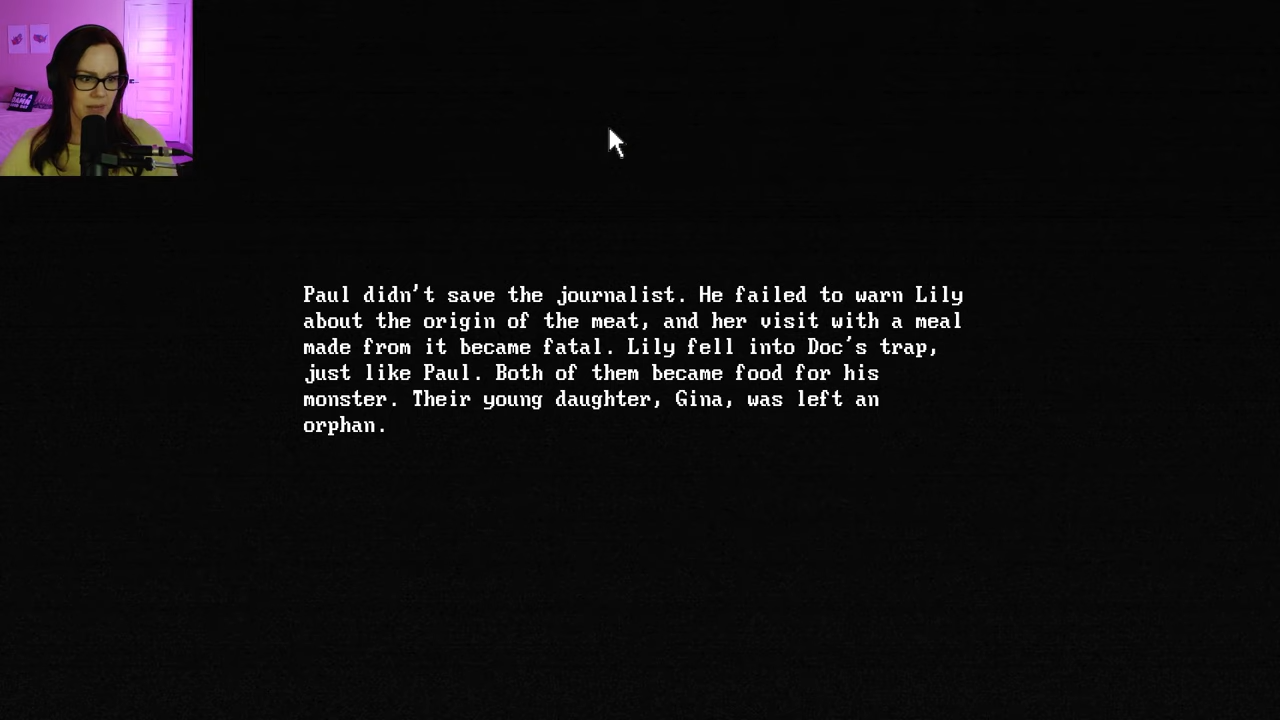 Paul didn't save the journalist. He failed to warn Lily
about the origin of the meat, and her visit with a meal
made from it became fatal. Lily fell into Doc's trap,
just like Paul. Both of them became food for his
monster. Their young daughter, Gina, was left an
orphan.